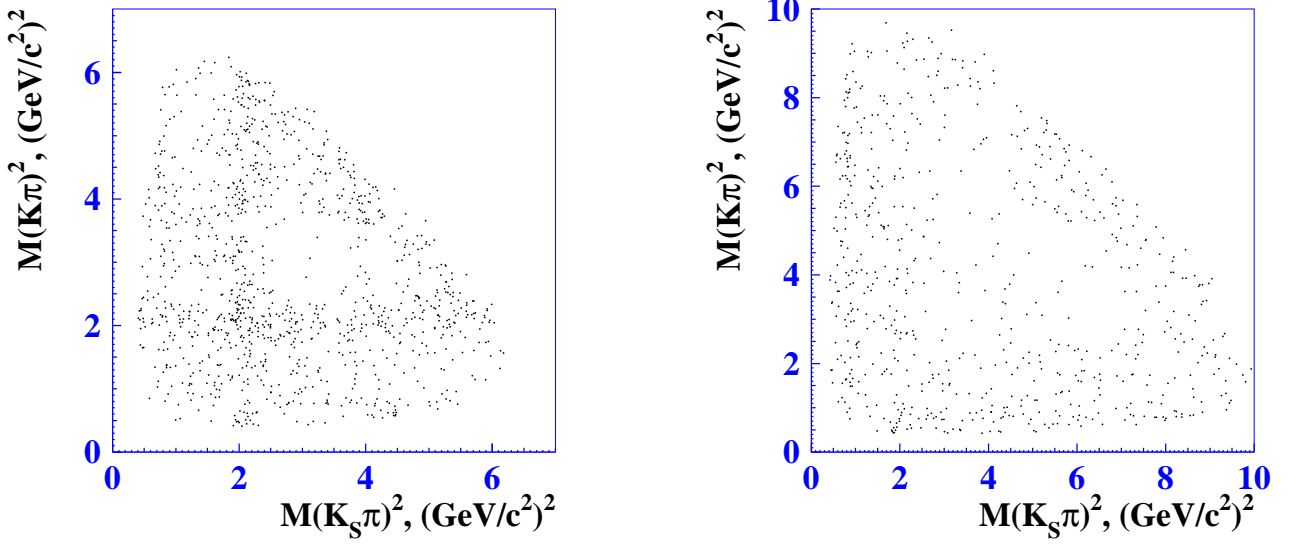 M(Kπ)², (GeV/c²)²
6
4
2
0
0 2 4 6
M(K_Sπ)², (GeV/c²)²
M(Kπ)², (GeV/c²)²
10
8
6
4
2
0
0 2 4 6 8 10
M(K_Sπ)², (GeV/c²)²